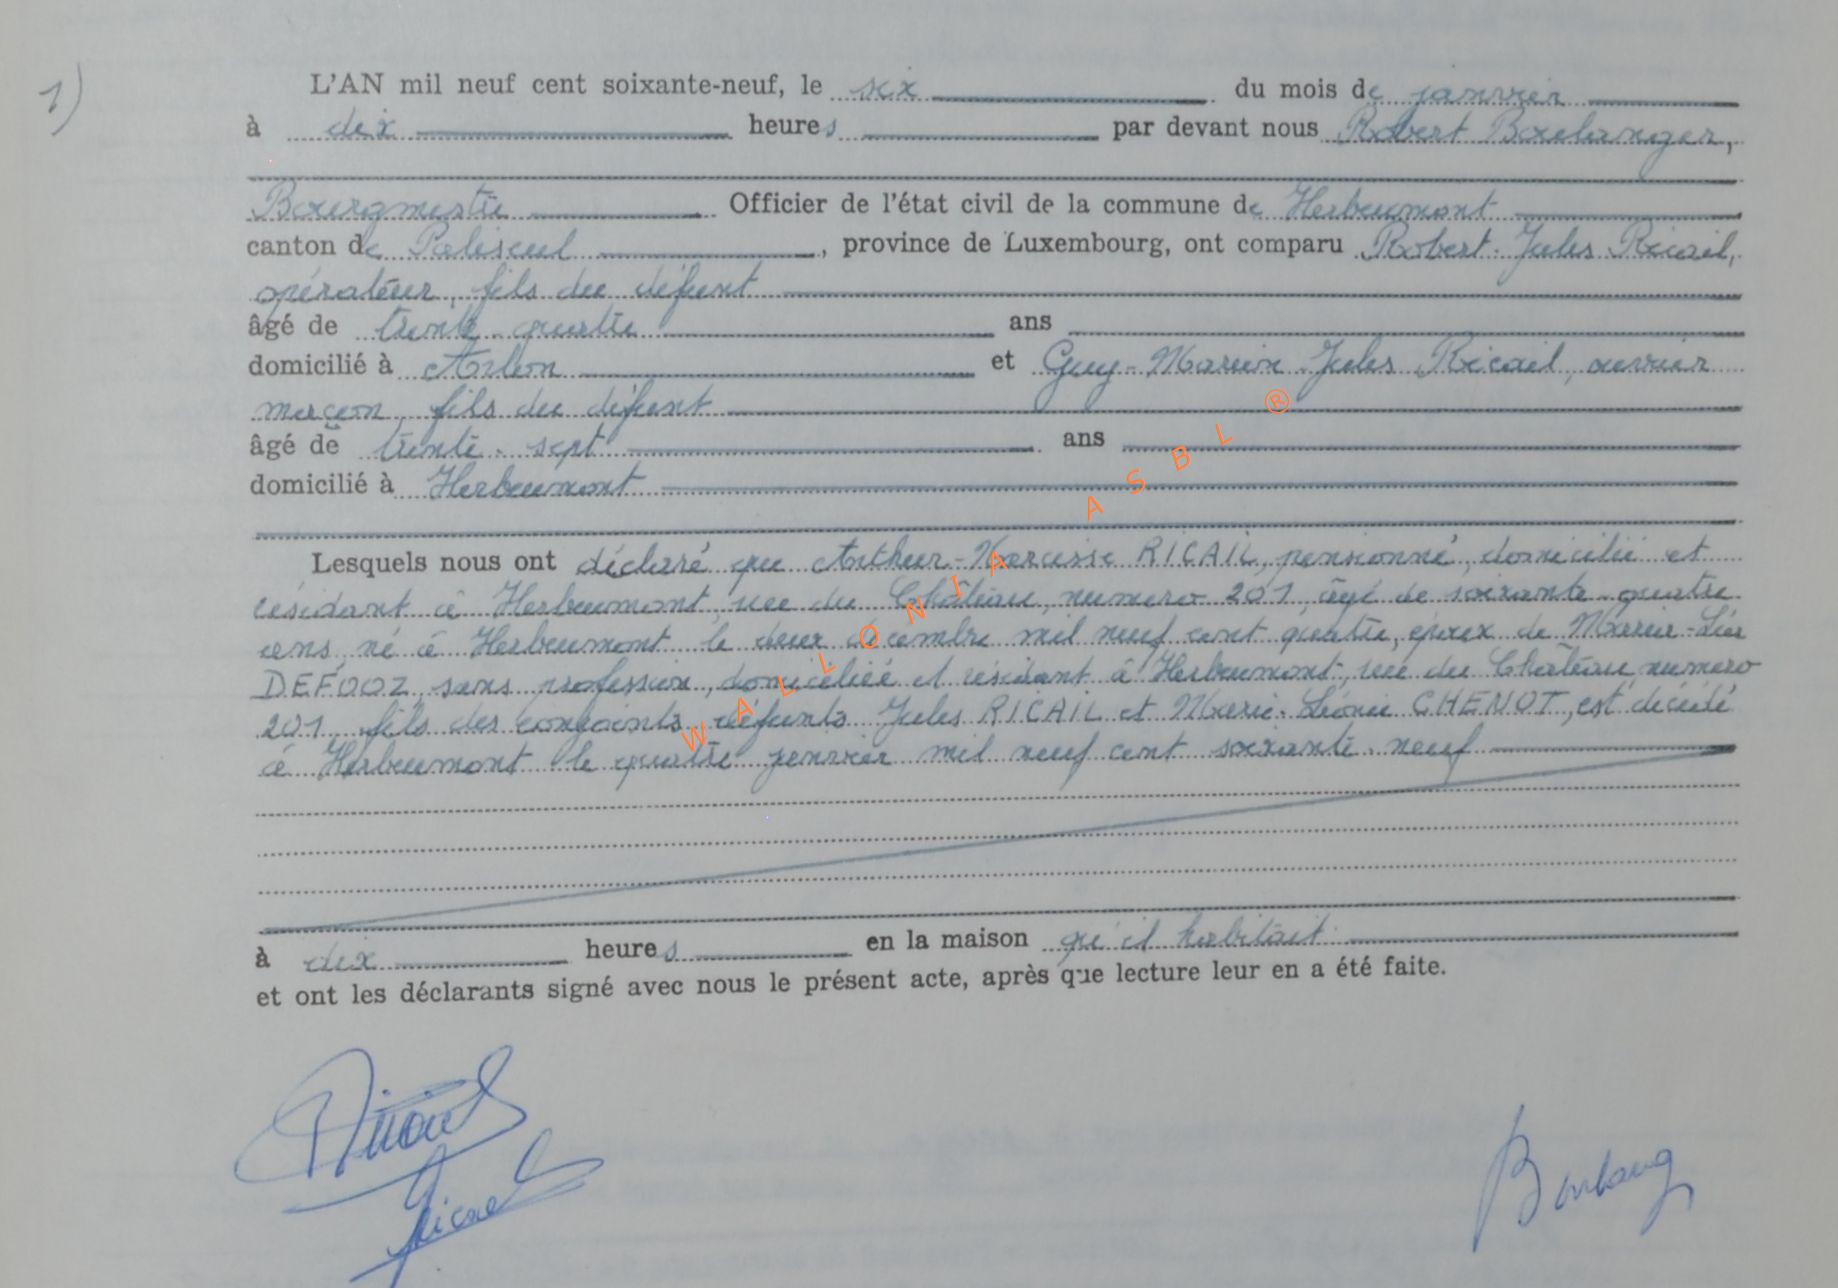 1)
L'AN mil neuf cent soixante-neuf, le six du mois de janvier
à dix heures par devant nous Robert Boulanger,
Bourgmestre Officier de l'état civil de la commune de Herbeumont
canton de Paliseul, province de Luxembourg, ont comparu Robert-Jules Ricail,
opérateur, fils du défunt
âgé de trente-quatre ans
domicilié à Arlon et Guy-Marie-Jules Ricail, ouvrier
maçon, fils du défunt
âgé de trente-sept ans
domicilié à Herbeumont
Lesquels nous ont déclaré que Arthur-Narcisse RICAIL, pensionné, domicilié et
résidant à Herbeumont, rue du Château, numero 201, âgé de soixante-quatre
ans, né à Herbeumont le deux décembre mil neuf cent quatre, époux de Maria-Léa
DEFOOZ, sans profession, domiciliée et résidant à Herbeumont, rue du Château, numero
201, fils des conjoints défunts Jules RICAIL et Marie-Léonie CHENOT, est décédé
à Herbeumont le quatre janvier mil neuf cent soixante-neuf
à dix heures en la maison qu'il habitait
et ont les déclarants signé avec nous le présent acte, après que lecture leur en a été faite.
Ricail
Ricail
Boulang
WALLONIA ASBL ®